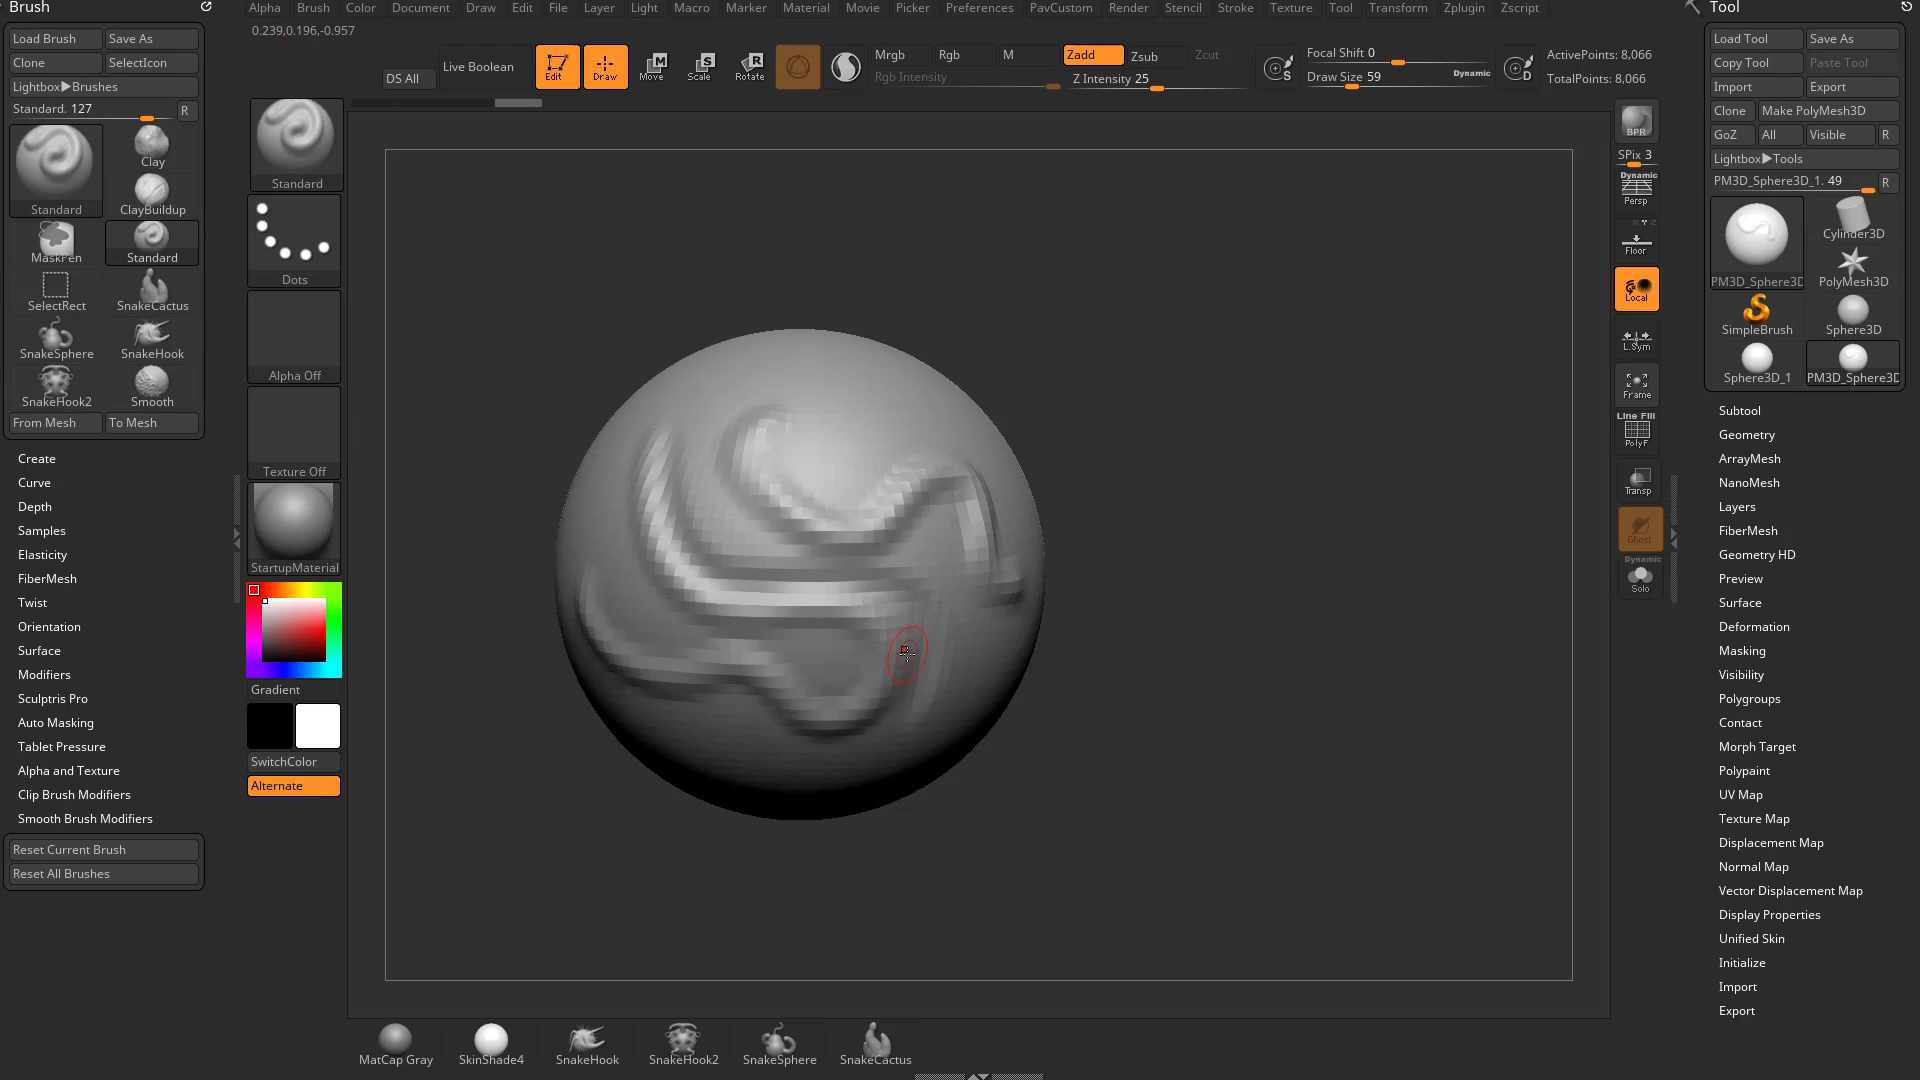 Brush
Load Brush
Save As
Clone
SelectIcon
Lightbox▶Brushes
Standard. 127
R
Standard
Clay
ClayBuildup
MaskPen
Standard
SelectRect
SnakeCactus
SnakeSphere
SnakeHook
SnakeHook2
Smooth
From Mesh
To Mesh
Create
Curve
Depth
Samples
Elasticity
FiberMesh
Twist
Orientation
Surface
Modifiers
Sculptris Pro
Auto Masking
Tablet Pressure
Alpha and Texture
Clip Brush Modifiers
Smooth Brush Modifiers
Reset Current Brush
Reset All Brushes
Alpha Brush Color Document Draw Edit File Layer Light Macro Marker Material Movie Picker Preferences PavCustom Render Stencil Stroke Texture Tool Transform Zplugin Zscript
0.239,0.196,-0.957
DS All
Live Boolean
Edit
Draw
Move
Scale
Rotate
Mrgb Rgb M Zadd Zsub Zcut
Rgb Intensity
Z Intensity 25
Focal Shift 0
Draw Size 59
Dynamic
ActivePoints: 8,066
TotalPoints: 8,066
Standard
Dots
Alpha Off
Texture Off
StartupMaterial
Gradient
SwitchColor
Alternate
BPR
SPix 3
Dynamic
Persp
Floor
Local
L.Sym
Frame
Line Fill
PolyF
Transp
Ghost
Dynamic
Solo
MatCap Gray
SkinShade4
SnakeHook
SnakeHook2
SnakeSphere
SnakeCactus
Tool
Load Tool
Save As
Copy Tool
Paste Tool
Import
Export
Clone
Make PolyMesh3D
GoZ
All
Visible
R
Lightbox▶Tools
PM3D_Sphere3D_1. 49
R
PM3D_Sphere3D
Cylinder3D
PolyMesh3D
SimpleBrush
Sphere3D
Sphere3D_1
PM3D_Sphere3D
Subtool
Geometry
ArrayMesh
NanoMesh
Layers
FiberMesh
Geometry HD
Preview
Surface
Deformation
Masking
Visibility
Polygroups
Contact
Morph Target
Polypaint
UV Map
Texture Map
Displacement Map
Normal Map
Vector Displacement Map
Display Properties
Unified Skin
Initialize
Import
Export